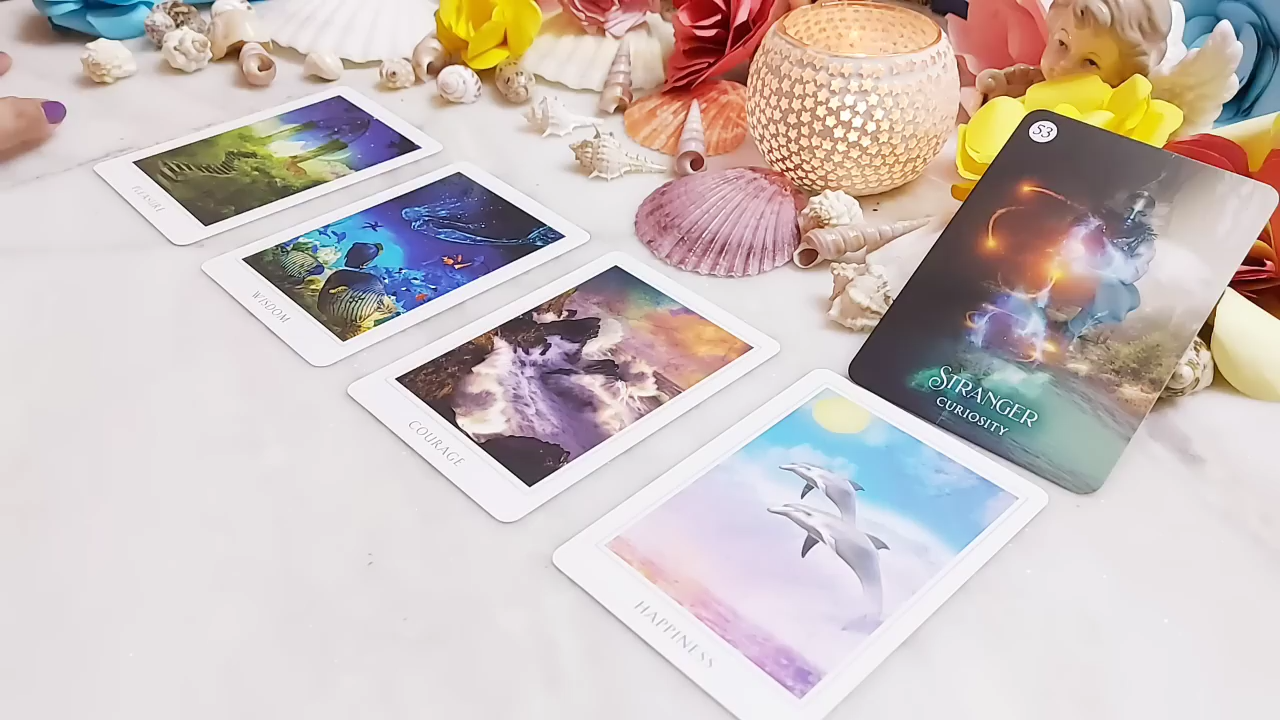 PLEASURE
WISDOM
COURAGE
HAPPINESS
53
STRANGER
CURIOSITY